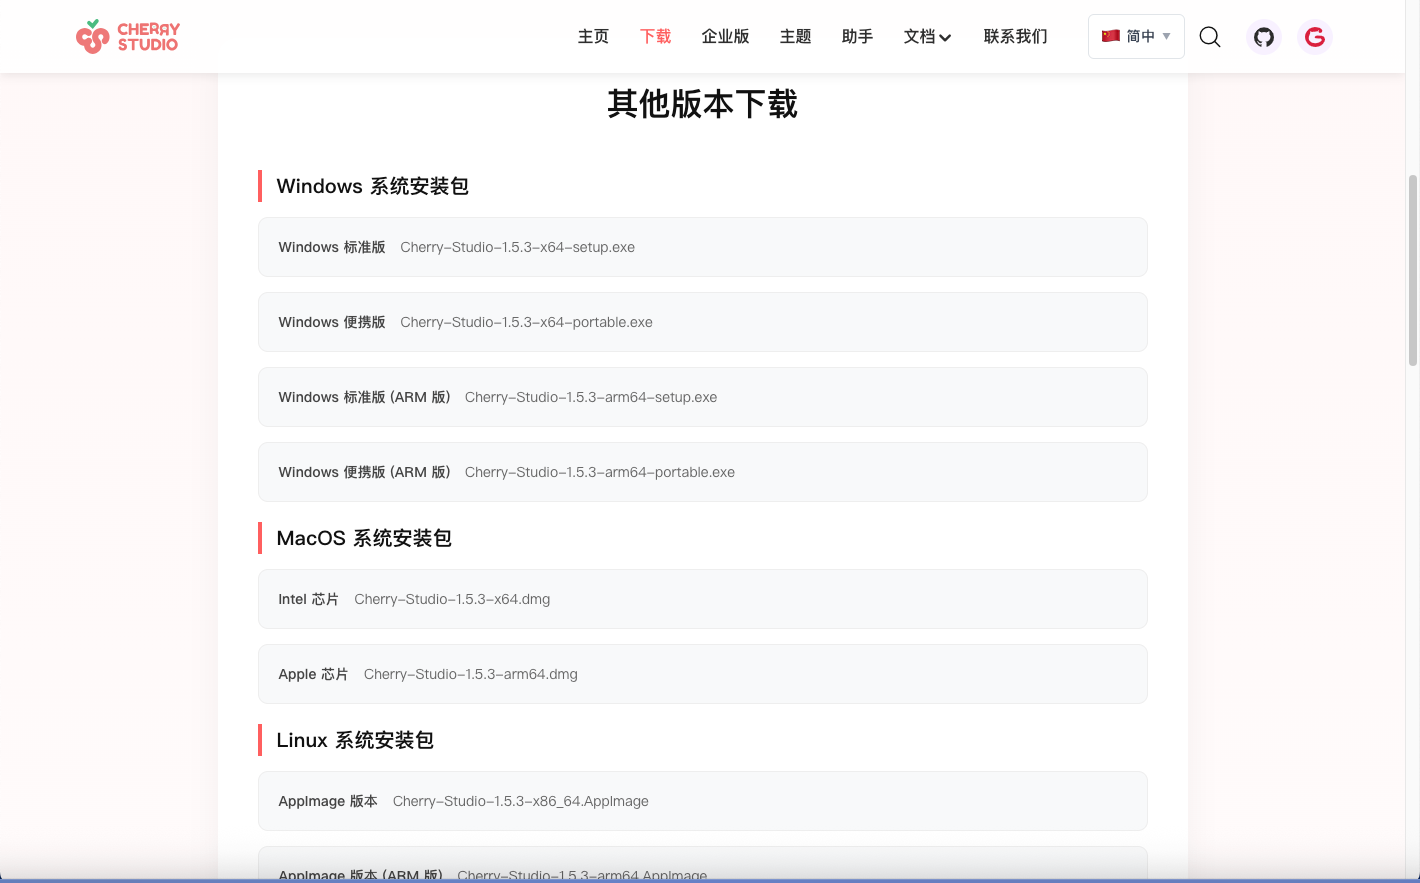 CHERRY STUDIO
主页 下载 企业版 主题 助手 文档 联系我们 简中
其他版本下载
Windows 系统安装包
Windows 标准版 Cherry-Studio-1.5.3-x64-setup.exe
Windows 便携版 Cherry-Studio-1.5.3-x64-portable.exe
Windows 标准版 (ARM 版) Cherry-Studio-1.5.3-arm64-setup.exe
Windows 便携版 (ARM 版) Cherry-Studio-1.5.3-arm64-portable.exe
MacOS 系统安装包
Intel 芯片 Cherry-Studio-1.5.3-x64.dmg
Apple 芯片 Cherry-Studio-1.5.3-arm64.dmg
Linux 系统安装包
AppImage 版本 Cherry-Studio-1.5.3-x86_64.AppImage
AppImage 版本 (ARM 版) Cherry-Studio-1.5.3-arm64.AppImage